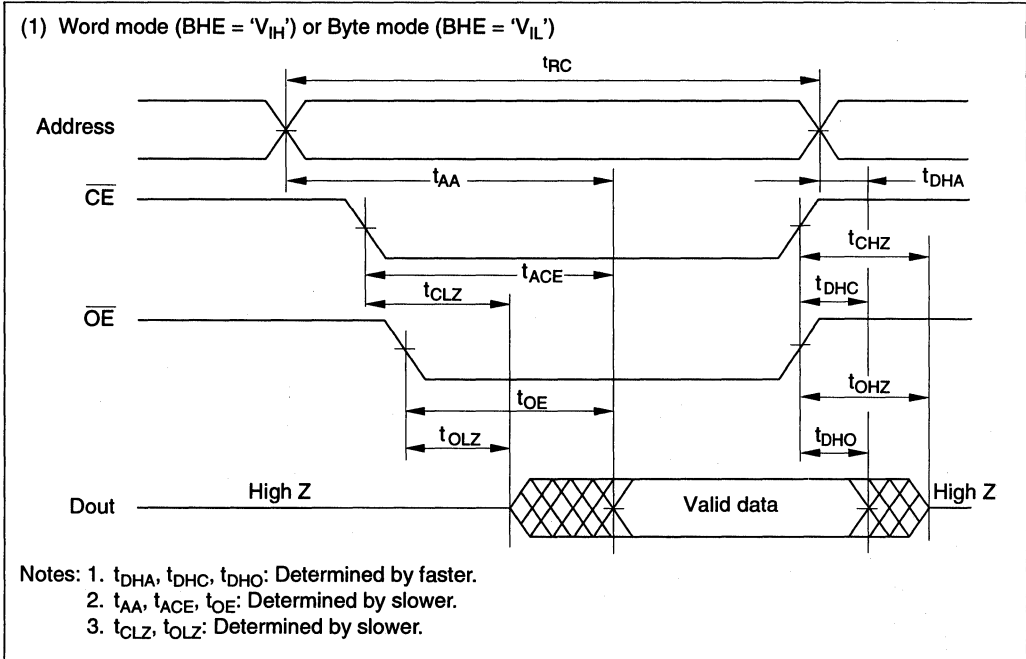 (1) Word mode (BHE = ‘VIH’) or Byte mode (BHE = ‘VIL’)
tRC
Address
tAA
tDHA
CE
tCHZ
tACE
tDHC
tCLZ
OE
tOHZ
tOE
tDHO
tOLZ
High Z
Valid data
High Z
Dout
Notes: 1. tDHA, tDHC, tDHO: Determined by faster.
2. tAA, tACE, tOE: Determined by slower.
3. tCLZ, tOLZ: Determined by slower.